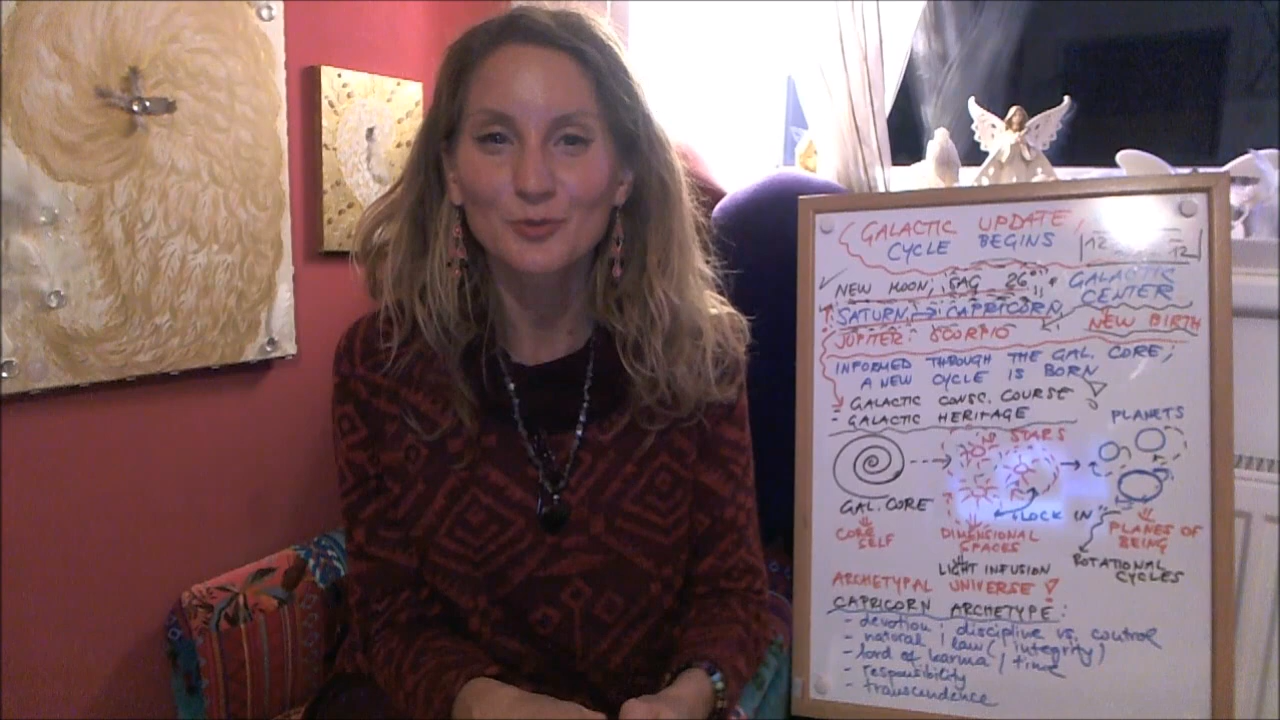 GALACTIC UPDATE,
CYCLE BEGINS
12
12
NEW MOON; SAG 26° + GALACTIC CENTER
SATURN → CAPRICORN
JUPITER: SCORPIO NEW BIRTH
INFORMED THROUGH THE GAL. CORE;
A NEW CYCLE IS BORN
- GALACTIC CONSC. COURSE
- GALACTIC HERITAGE
PLANETS
STARS
GAL. CORE
"LOCK IN"
CORE SELF
DIMENSIONAL SPACES
PLANES OF BEING
LIGHT INFUSION
ROTATIONAL CYCLES
ARCHETYPAL UNIVERSE!
CAPRICORN ARCHETYPE:
- devotion / discipline vs. control
- natural law (integrity)
- lord of karma / time
- responsibility
- transcendence